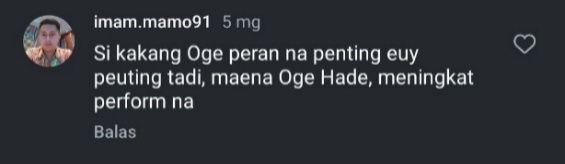 imam.mamo91 5 mg
Si kakang Oge peran na penting euy
peuting tadi, maena Oge Hade, meningkat
perform na
Balas